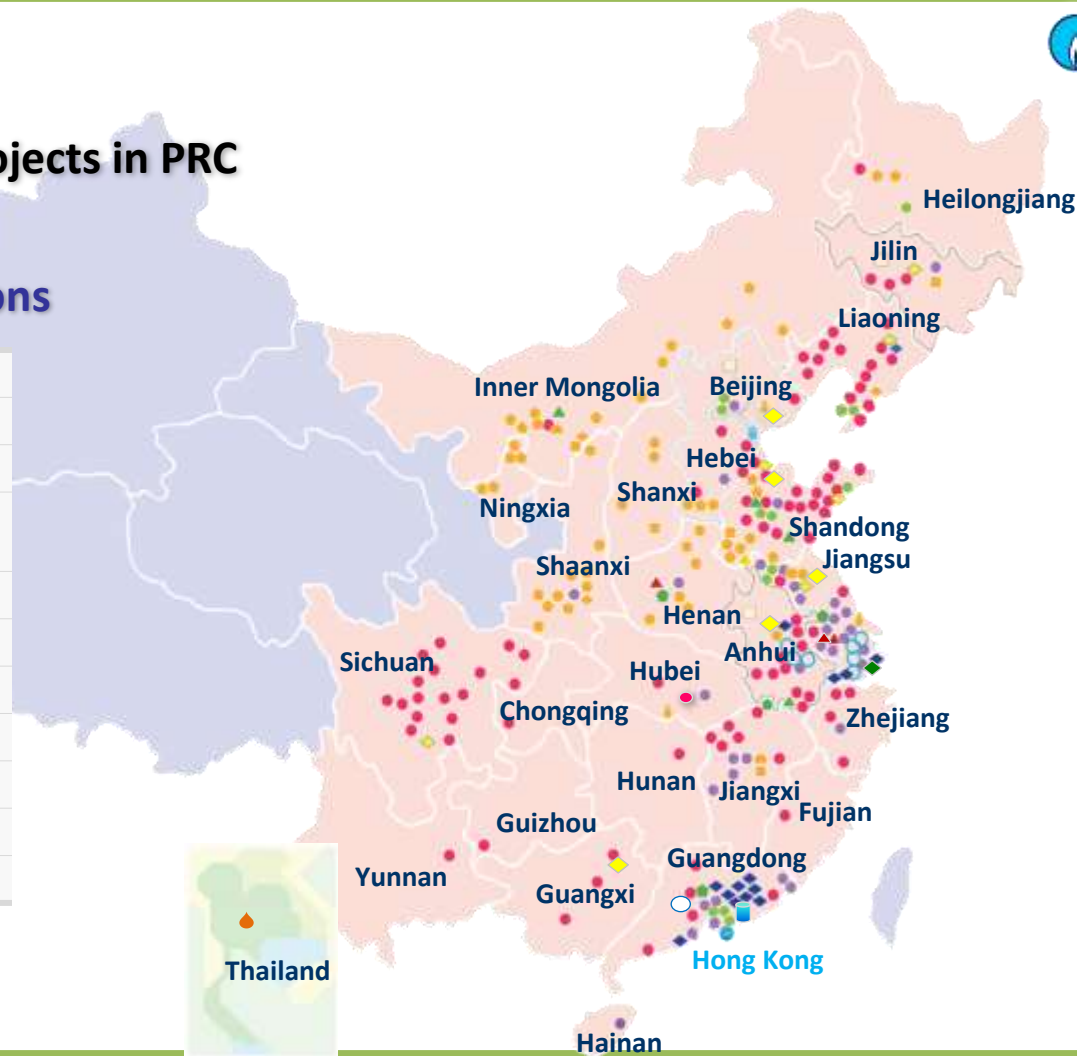 ojects in PRC
ons
Heilongjiang
Jilin
Liaoning
Inner Mongolia
Beijing
Hebei
Shanxi
Ningxia
Shandong
Jiangsu
Shaanxi
Henan
Anhui
Sichuan
Hubei
Chongqing
Zhejiang
Hunan
Jiangxi
Fujian
Guizhou
Guangdong
Yunnan
Guangxi
Hong Kong
Thailand
Hainan